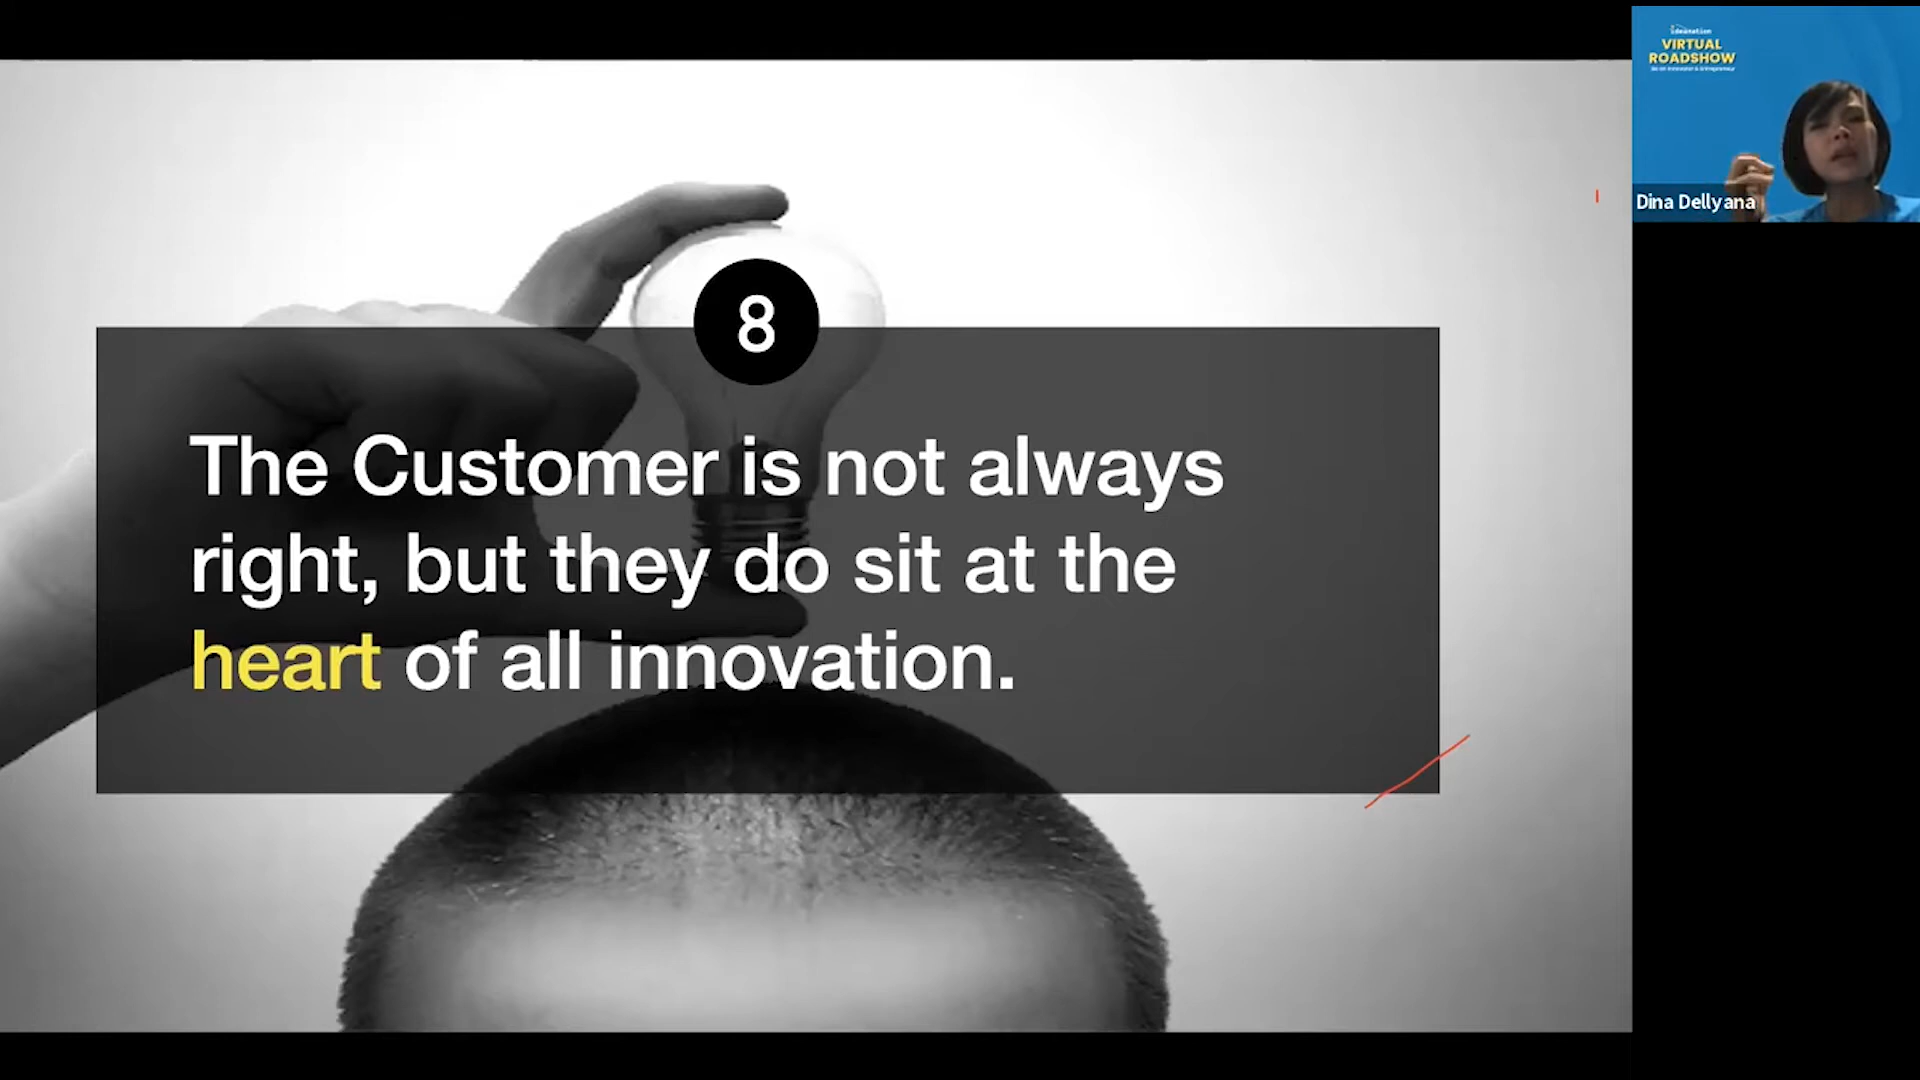 8
The Customer is not always
right, but they do sit at the
heart of all innovation.
ideanation
VIRTUAL
ROADSHOW
Dina Dellyana